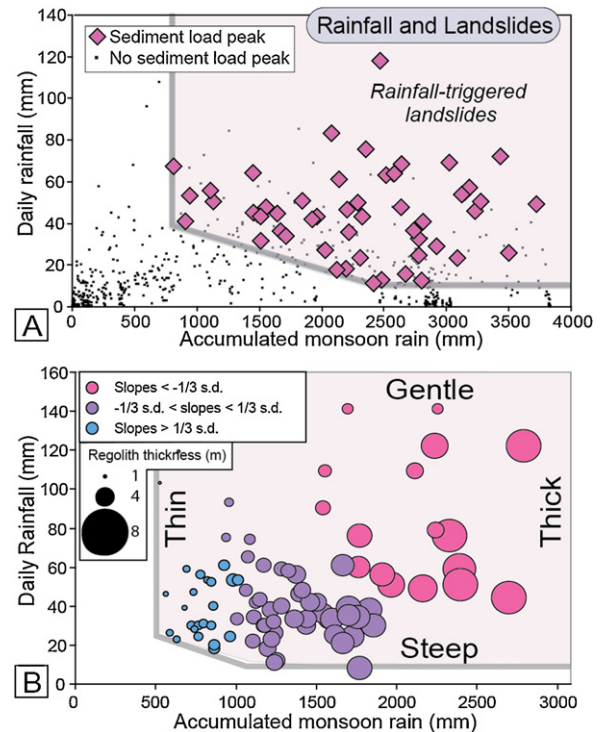 Rainfall and Landslides
Sediment load peak
No sediment load peak
Rainfall-triggered
landslides
Daily rainfall (mm)
140
120
100
80
60
40
20
0
0 500 1000 1500 2000 2500 3000 3500 4000
Accumulated monsoon rain (mm)
A
Slopes < -1/3 s.d.
-1/3 s.d. < slopes < 1/3 s.d.
Slopes > 1/3 s.d.
Regolith thickness (m)
1
4
8
Gentle
Thin
Thick
Steep
Daily Rainfall (mm)
160
140
120
100
80
60
40
20
0
0 500 1000 1500 2000 2500 3000
Accumulated monsoon rain (mm)
B